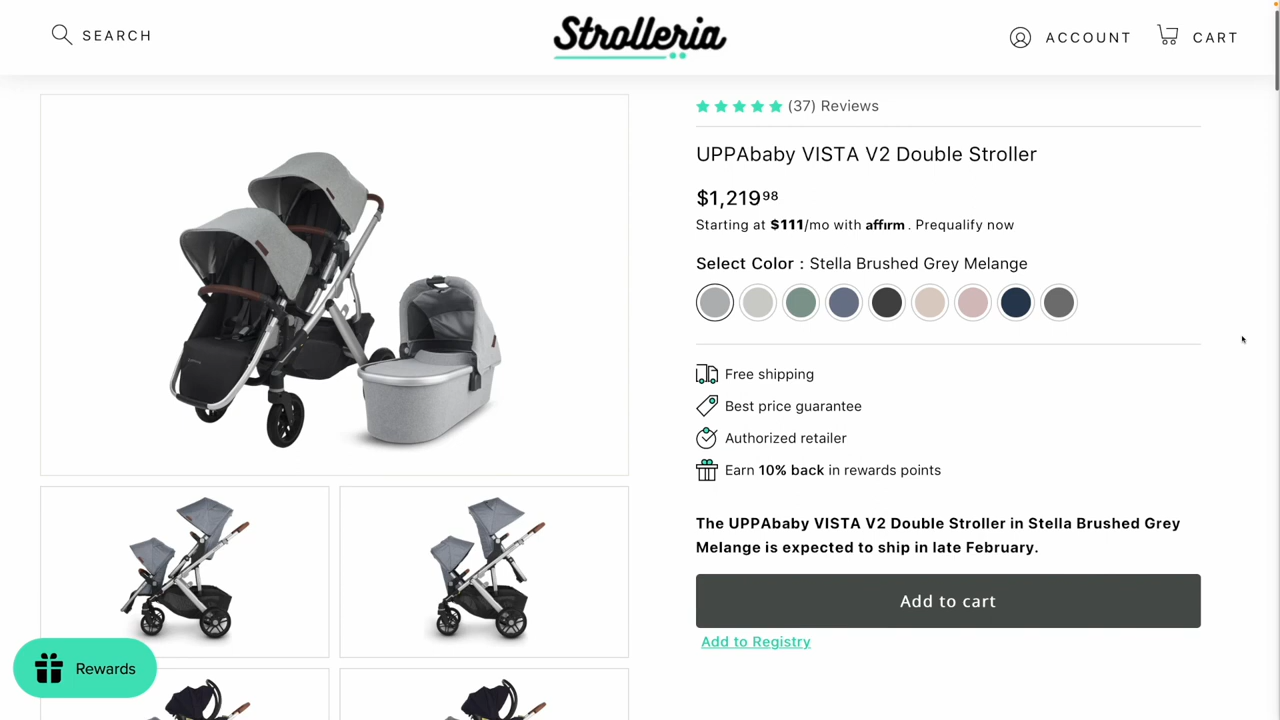 SEARCH
Strolleria
ACCOUNT
CART
(37) Reviews
UPPAbaby VISTA V2 Double Stroller
$1,21998
Starting at $111/mo with affirm. Prequalify now
Select Color : Stella Brushed Grey Melange
Free shipping
Best price guarantee
Authorized retailer
Earn 10% back in rewards points
The UPPAbaby VISTA V2 Double Stroller in Stella Brushed Grey
Melange is expected to ship in late February.
Add to cart
Add to Registry
Rewards